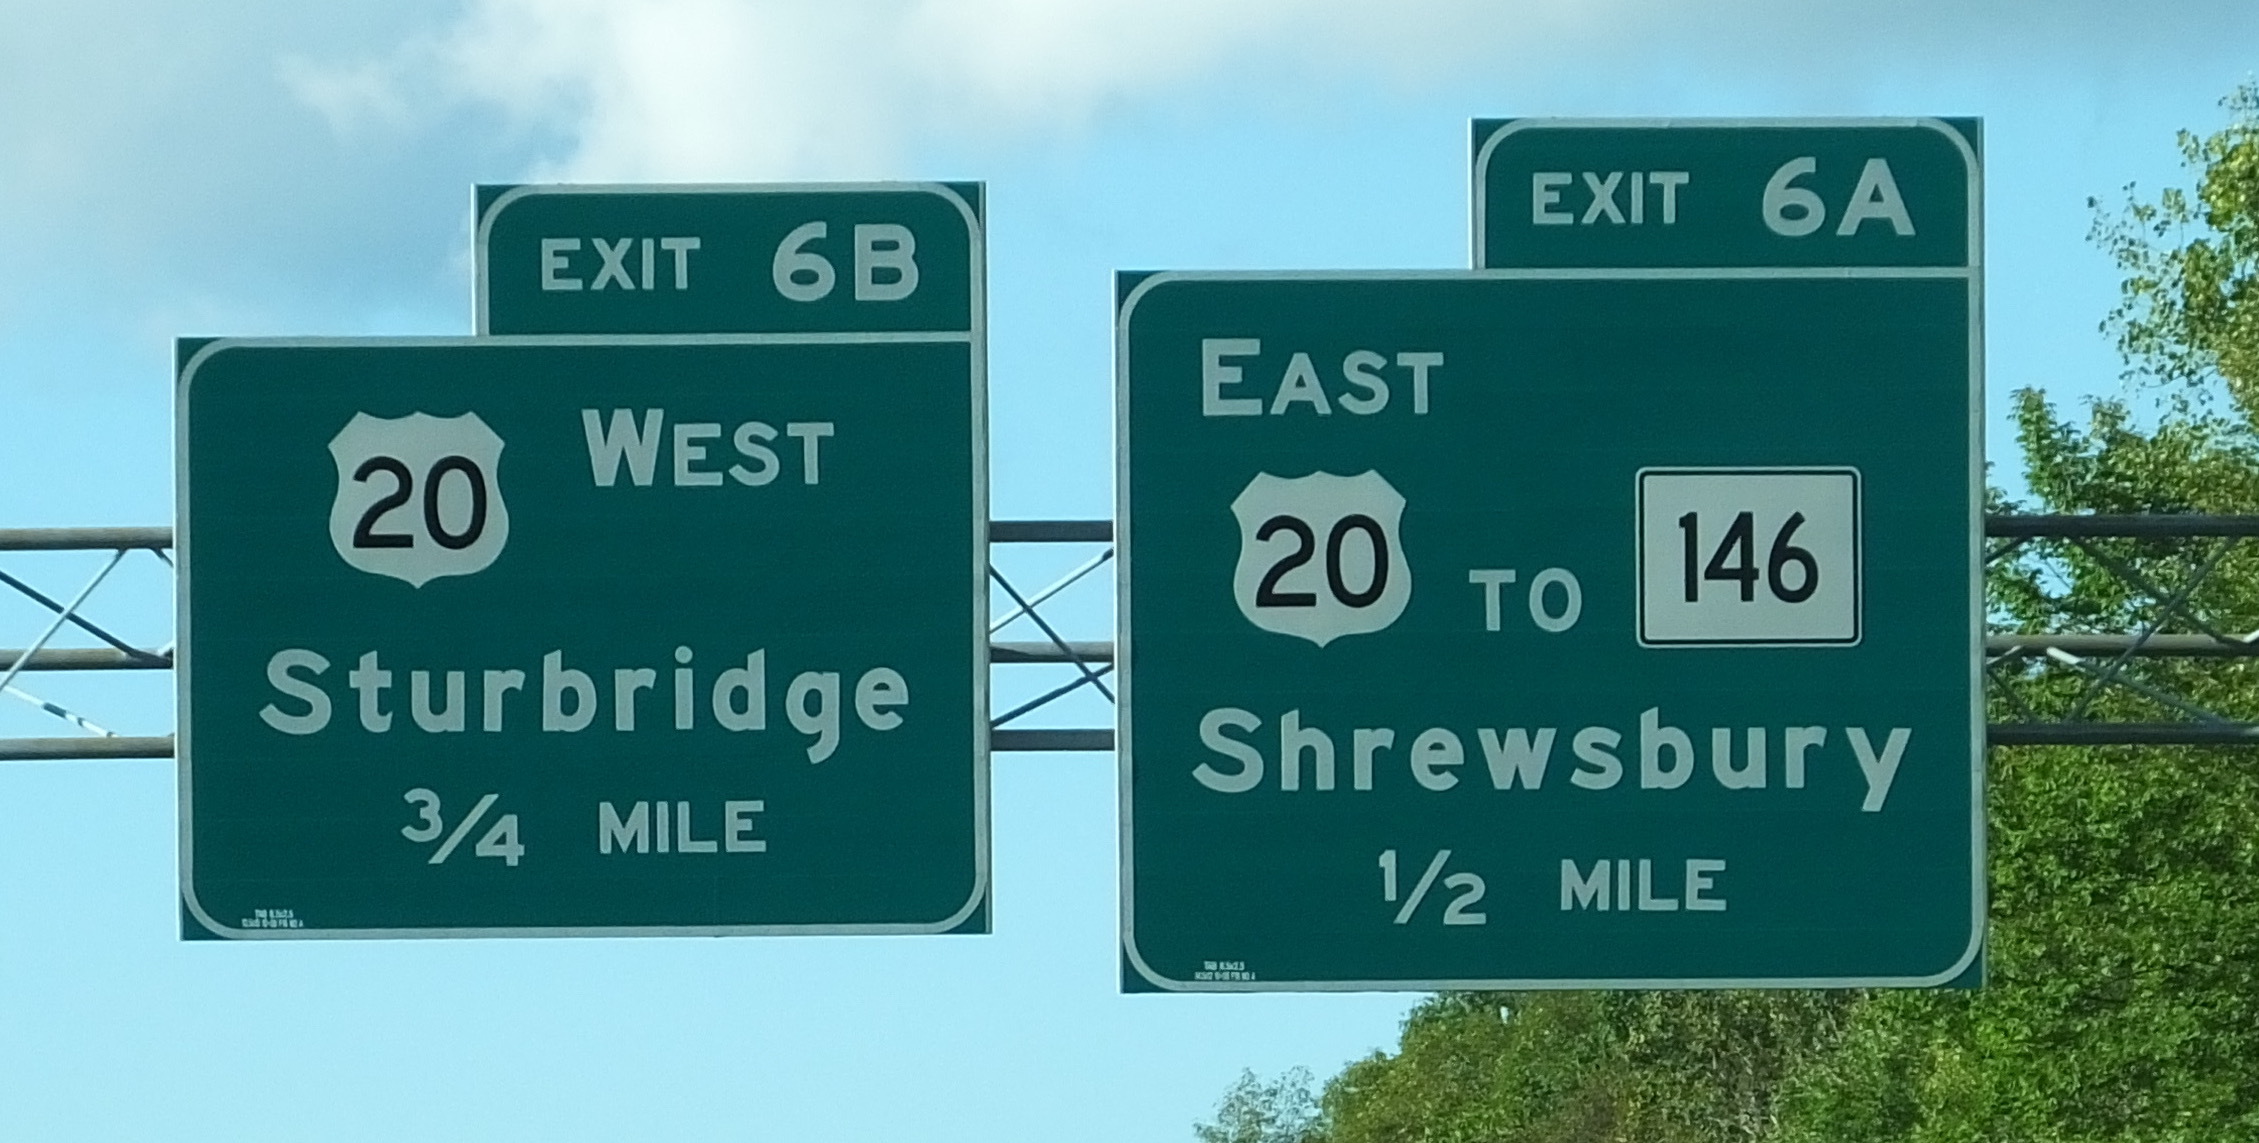 EXIT 6B
20 WEST
Sturbridge
3/4 MILE
EXIT 6A
EAST
20 TO 146
Shrewsbury
1/2 MILE